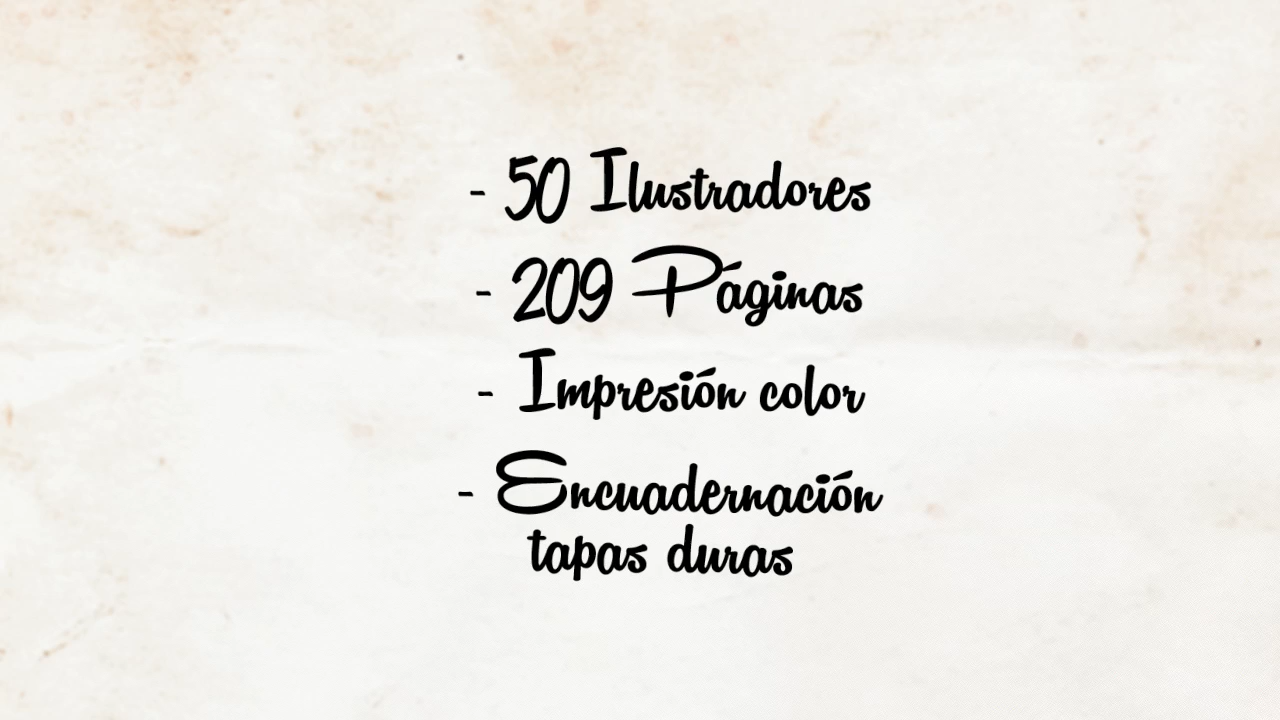 - 50 Ilustradores
- 209 Páginas
- Impresión color
- Encuadernación
tapas duras